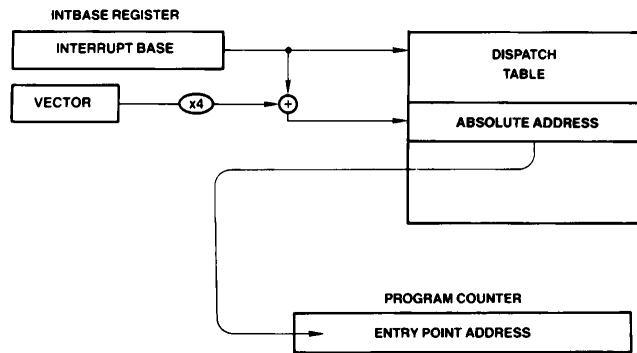 INTBASE REGISTER
INTERRUPT BASE
DISPATCH
TABLE
VECTOR
x4
+
ABSOLUTE ADDRESS
PROGRAM COUNTER
ENTRY POINT ADDRESS